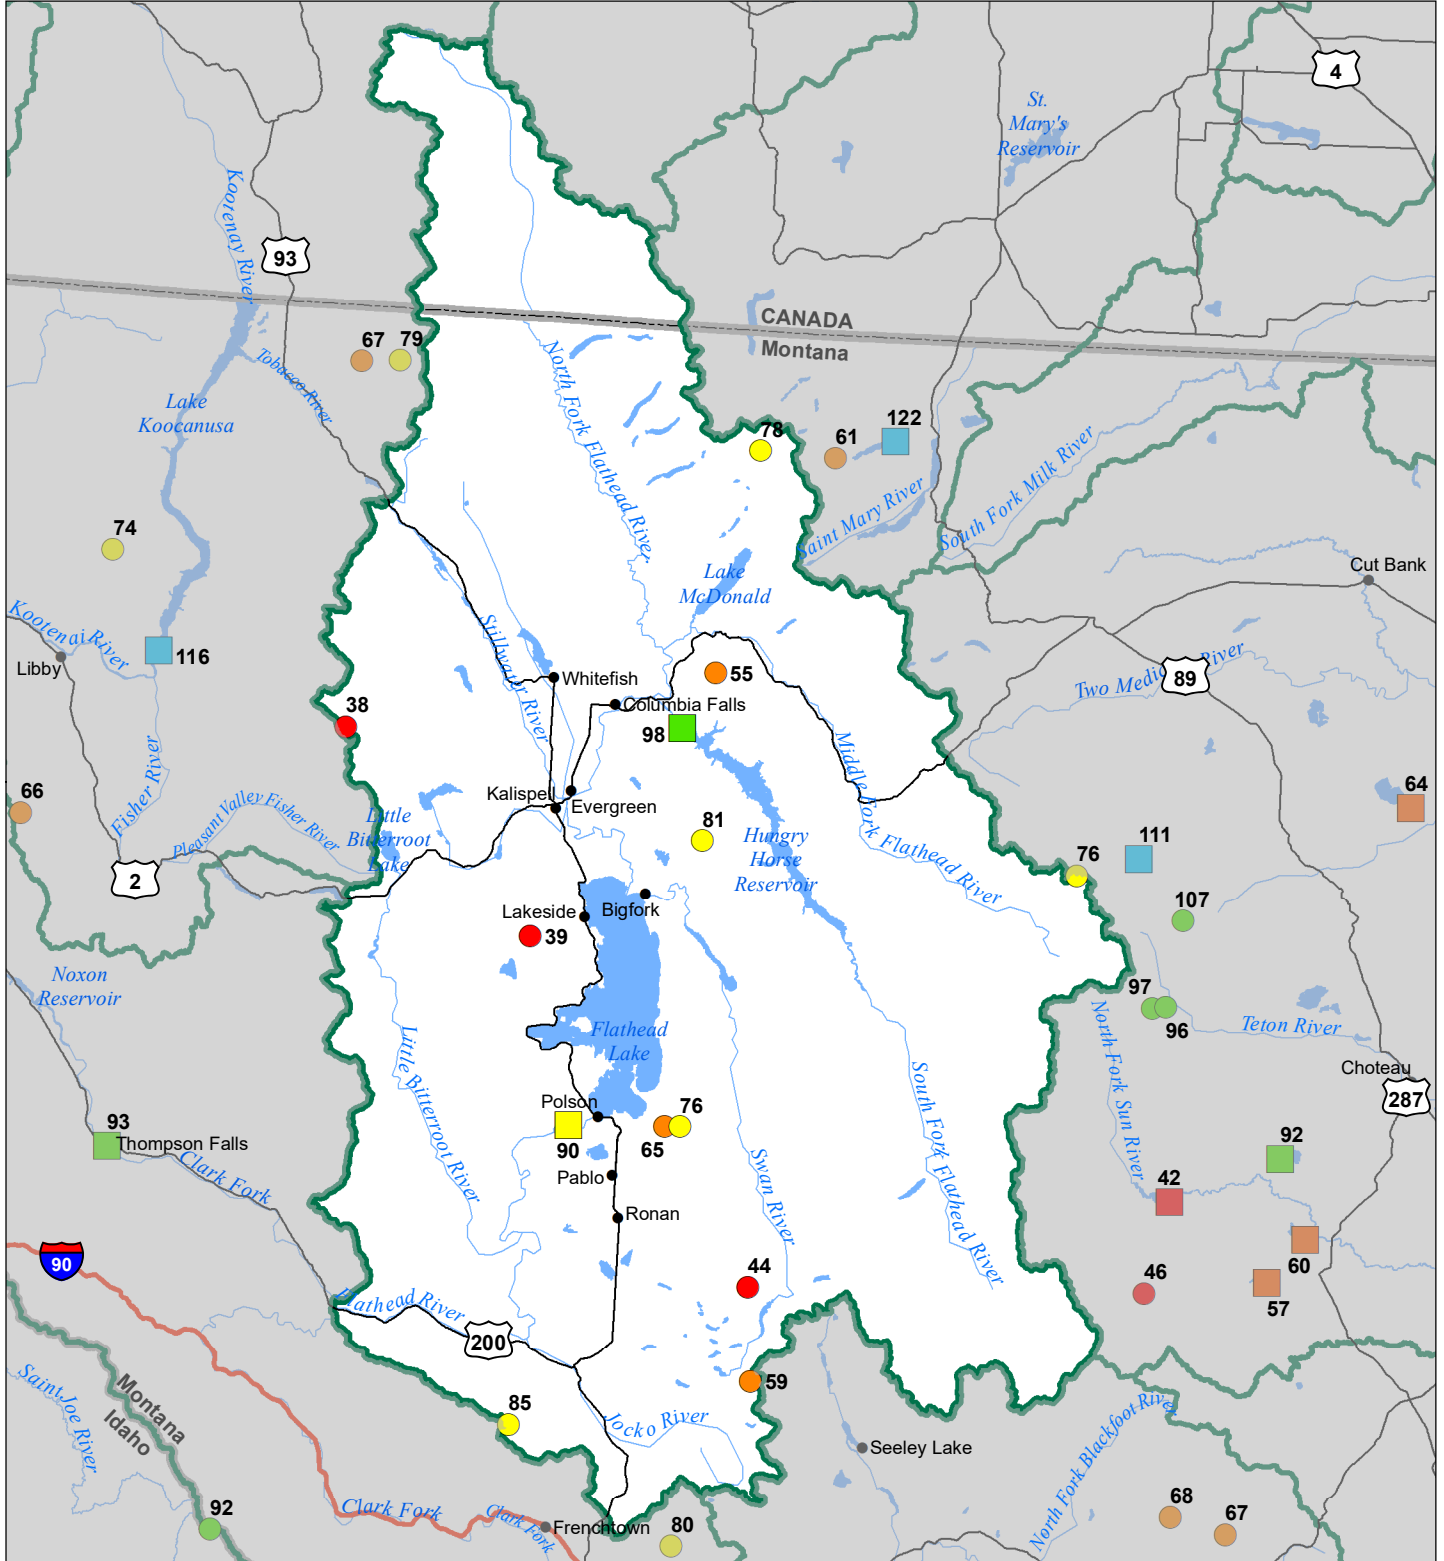 4
St.
Mary's
Reservoir
Kootenay River
93
CANADA
Montana
67
79
Tobacco River
North Fork Flathead River
Lake
Koocanusa
78
61
122
Saint Mary River
South Fork Milk River
74
Cut Bank
Lake
McDonald
Kootenai River
Libby
116
Stillwater River
Whitefish
55
Two Medic River
89
38
Columbia Falls
98
Middle Fork Flathead River
Fisher River
66
64
Pleasant Valley Fisher River
Kalispell
Evergreen
Little
Bitterroot
Lake
81
Hungry
Horse
Reservoir
111
76
2
107
Lakeside
Bigfork
39
Noxon
Reservoir
97
96
North Fork Sun River
Teton River
Flathead
Lake
Little Bitterroot River
South Fork Flathead River
Choteau
287
93
Thompson Falls
Polson
90
65
76
92
Clark Fork
Pablo
Swan River
42
Ronan
90
44
46
60
57
Flathead River
200
59
Saint Joe River
Montana
Idaho
85
Jocko River
North Fork Blackfoot River
Seeley Lake
92
Clark Fork
Clark Fork
Frenchtown
80
68
67